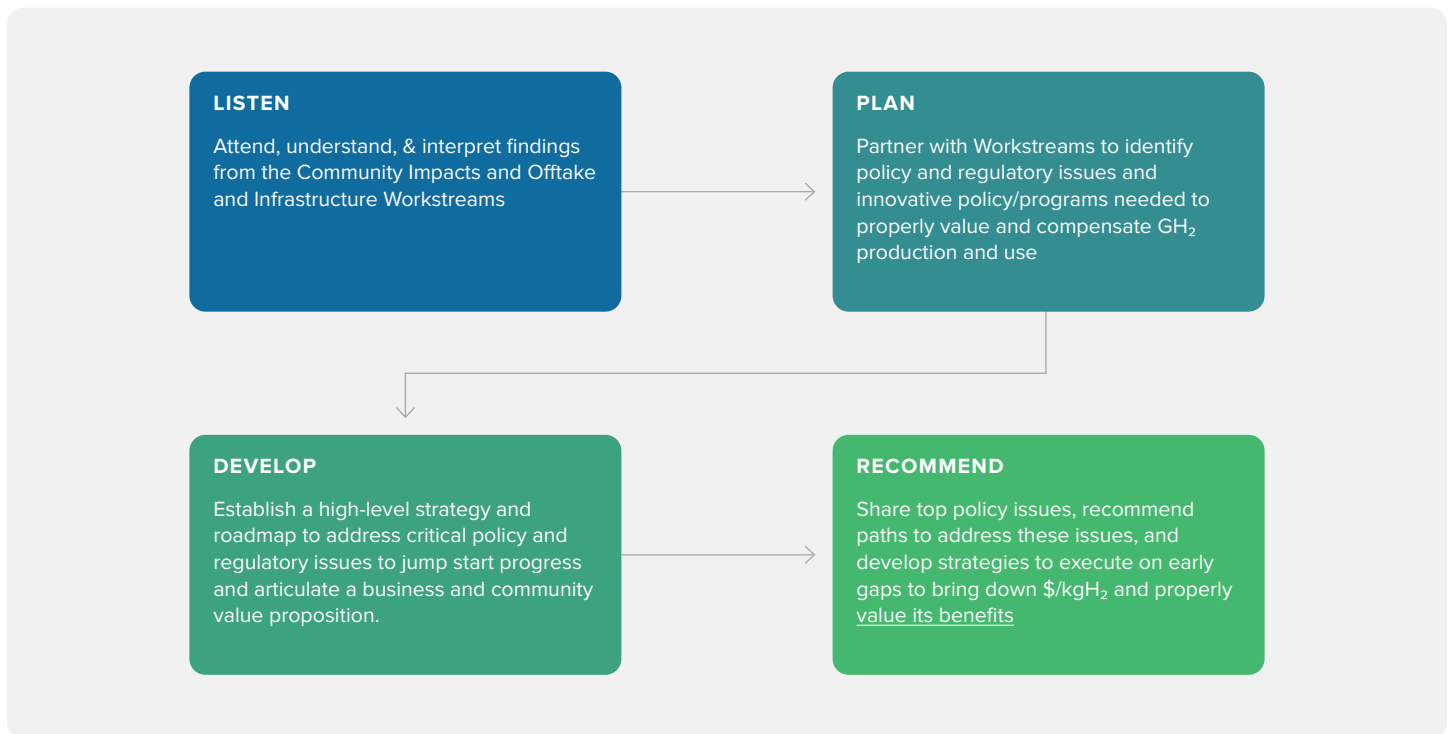 LISTEN
Attend, understand, & interpret findings
from the Community Impacts and Offtake
and Infrastructure Workstreams
PLAN
Partner with Workstreams to identify
policy and regulatory issues and
innovative policy/programs needed to
properly value and compensate GH₂
production and use
DEVELOP
Establish a high-level strategy and
roadmap to address critical policy and
regulatory issues to jump start progress
and articulate a business and community
value proposition.
RECOMMEND
Share top policy issues, recommend
paths to address these issues, and
develop strategies to execute on early
gaps to bring down $/kgH₂ and properly
value its benefits